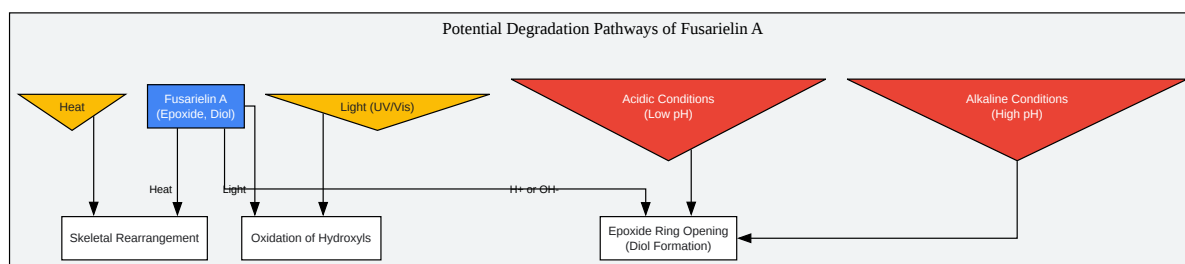 Potential Degradation Pathways of Fusarielin A
Heat
Fusarielin A
(Epoxide, Diol)
Light (UV/Vis)
Acidic Conditions
(Low pH)
Alkaline Conditions
(High pH)
Heat
Light
H+ or OH-
Skeletal Rearrangement
Oxidation of Hydroxyls
Epoxide Ring Opening
(Diol Formation)